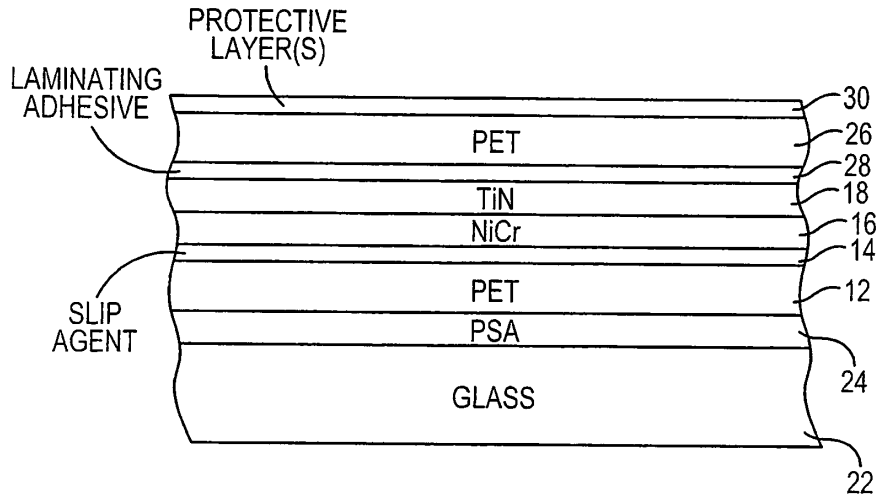 PROTECTIVE
LAYER(S)
LAMINATING
ADHESIVE
30
PET
26
28
TiN
18
16
NiCr
14
PET
12
SLIP
AGENT
PSA
24
GLASS
22